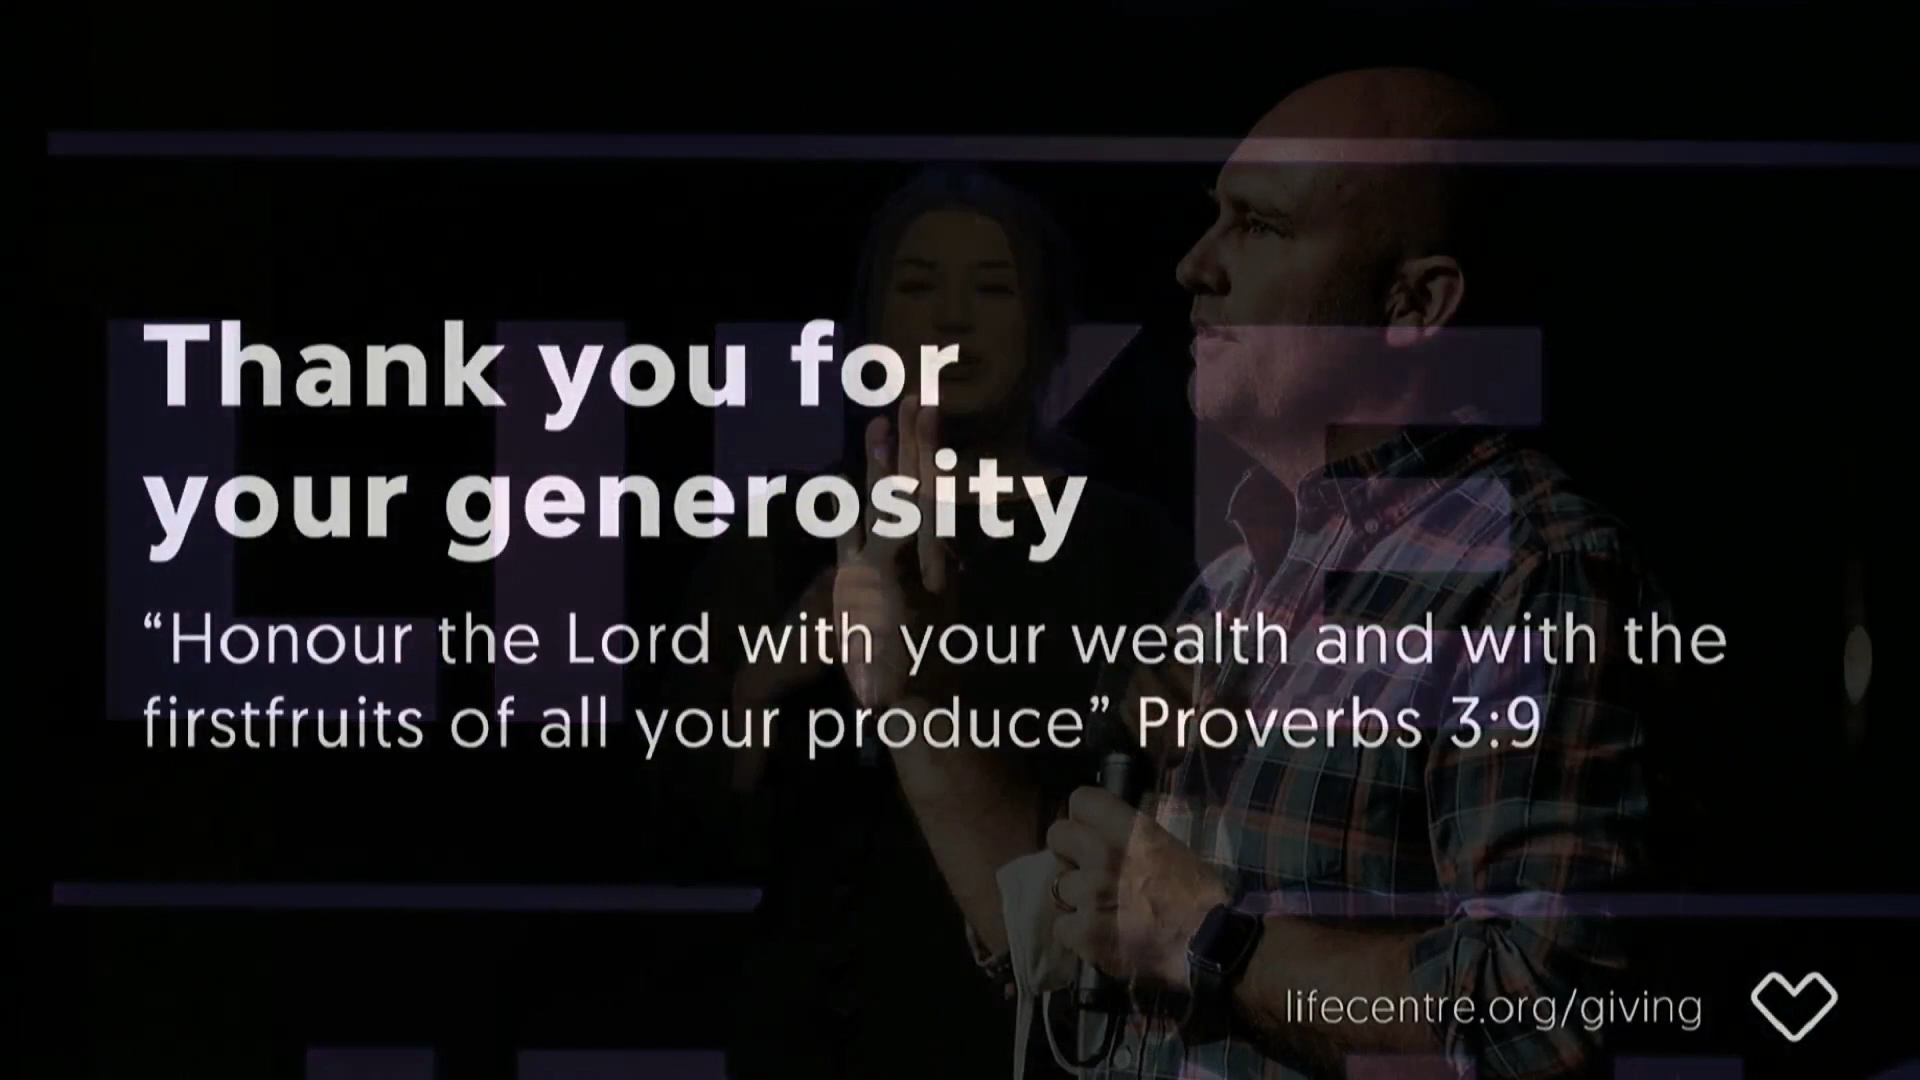 Thank you for
your generosity
“Honour the Lord with your wealth and with the
firstfruits of all your produce” Proverbs 3:9
lifecentre.org/giving